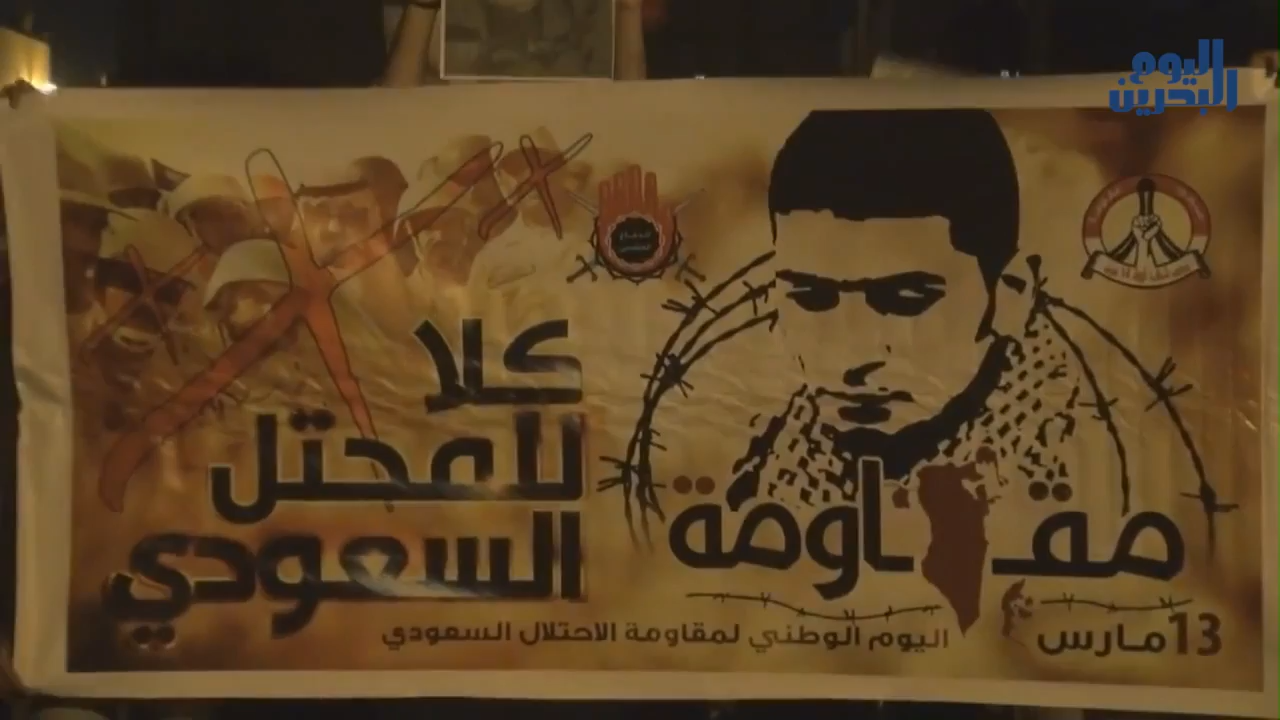 اليوم
البحرين
كلا
للمحتل
السعودي
مقاومة
13 مارس
اليوم الوطني لمقاومة الاحتلال السعودي